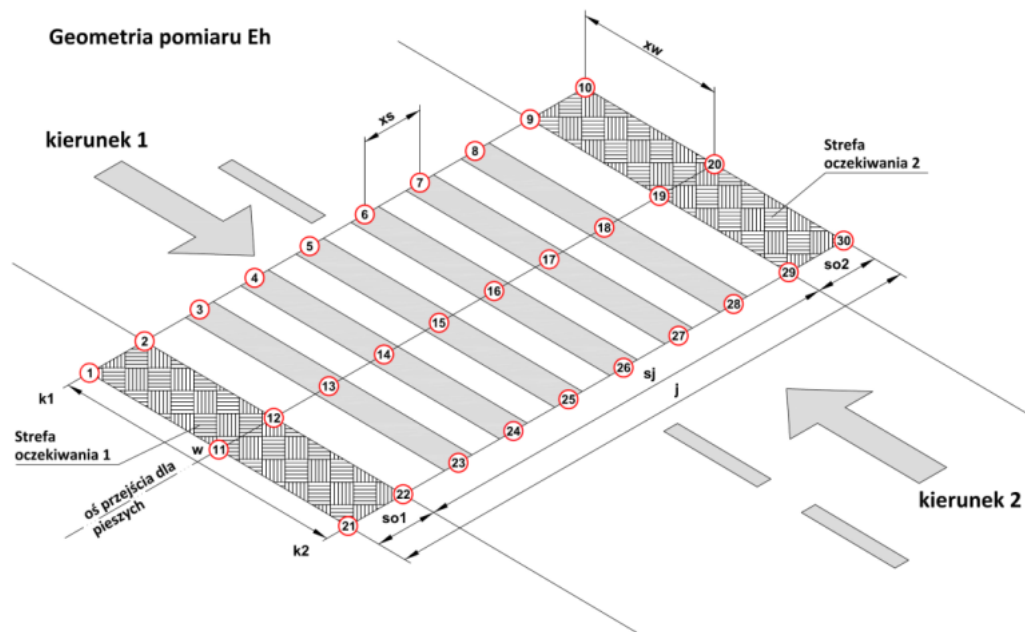 Geometria pomiaru Eh
xw
10
xs
9
kierunek 1
8
20
Strefa
oczekiwania 2
7
19
6
18
30
5
17
29
so2
4
16
28
3
15
27
2
14
26
sj
1
13
25
j
k1
12
24
Strefa
oczekiwania 1
w
11
23
oś przejścia dla
pieszych
22
so1
21
k2
kierunek 2